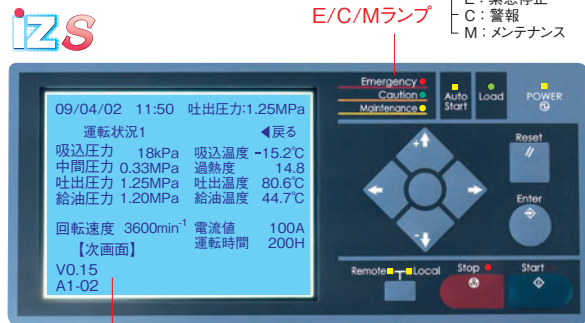 iZS
E/C/Mランプ
E：緊急停止
C：警報
M：メンテナンス
Emergency
Caution
Maintenance
Auto Start
Load
POWER
09/04/02 11:50 吐出圧力:1.25MPa
運転状況1 ◀戻る
吸込圧力 18kPa 吸込温度 -15.2℃
中間圧力 0.33MPa 過熱度 14.8
吐出圧力 1.25MPa 吐出温度 80.6℃
給油圧力 1.20MPa 給油温度 44.7℃
回転速度 3600min-1 電流値 100A
【次画面】 運転時間 200H
V0.15
A1-02
+1
-1
Reset
Enter
Remote
Local
Stop
Start